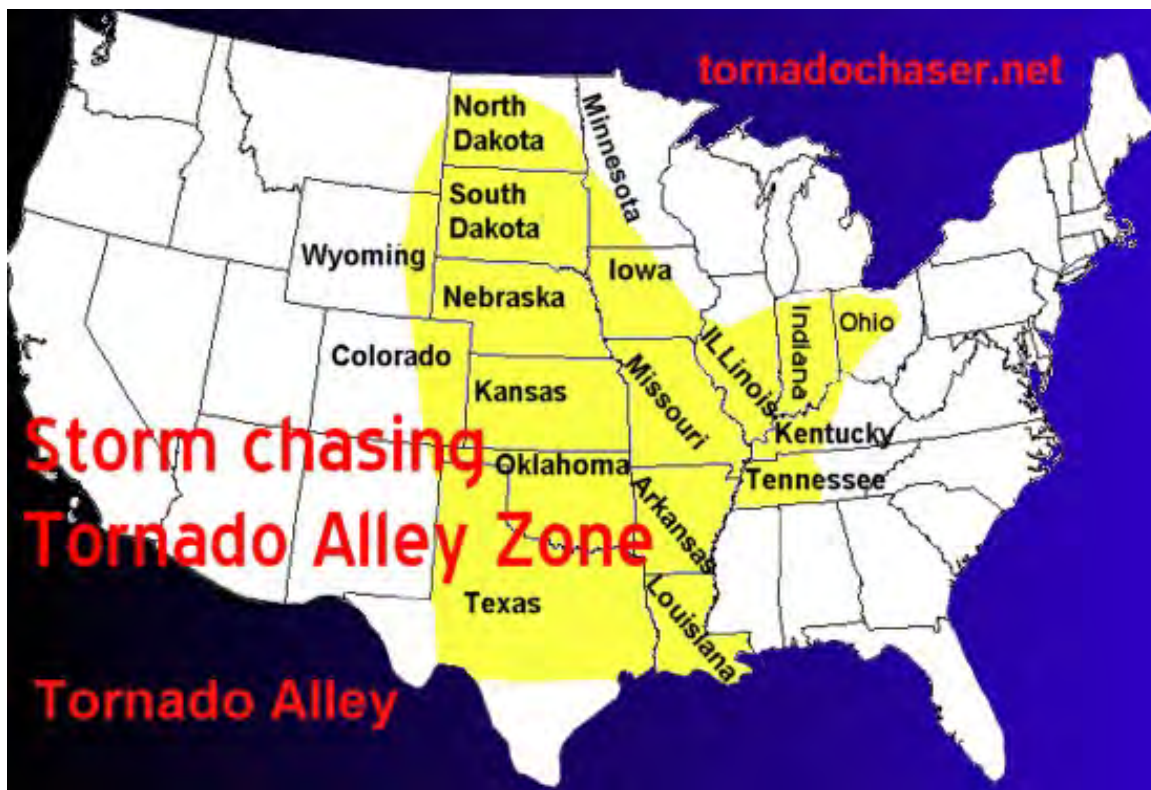 tornadochaser.net
North
Dakota
Minnesota
South
Dakota
Wyoming
Iowa
Nebraska
Indiana
Ohio
ILLinois
Colorado
Missouri
Kansas
Kentucky
Storm chasing
Oklahoma
Tennessee
Arkansas
Tornado Alley Zone
Texas
Louisiana
Tornado Alley